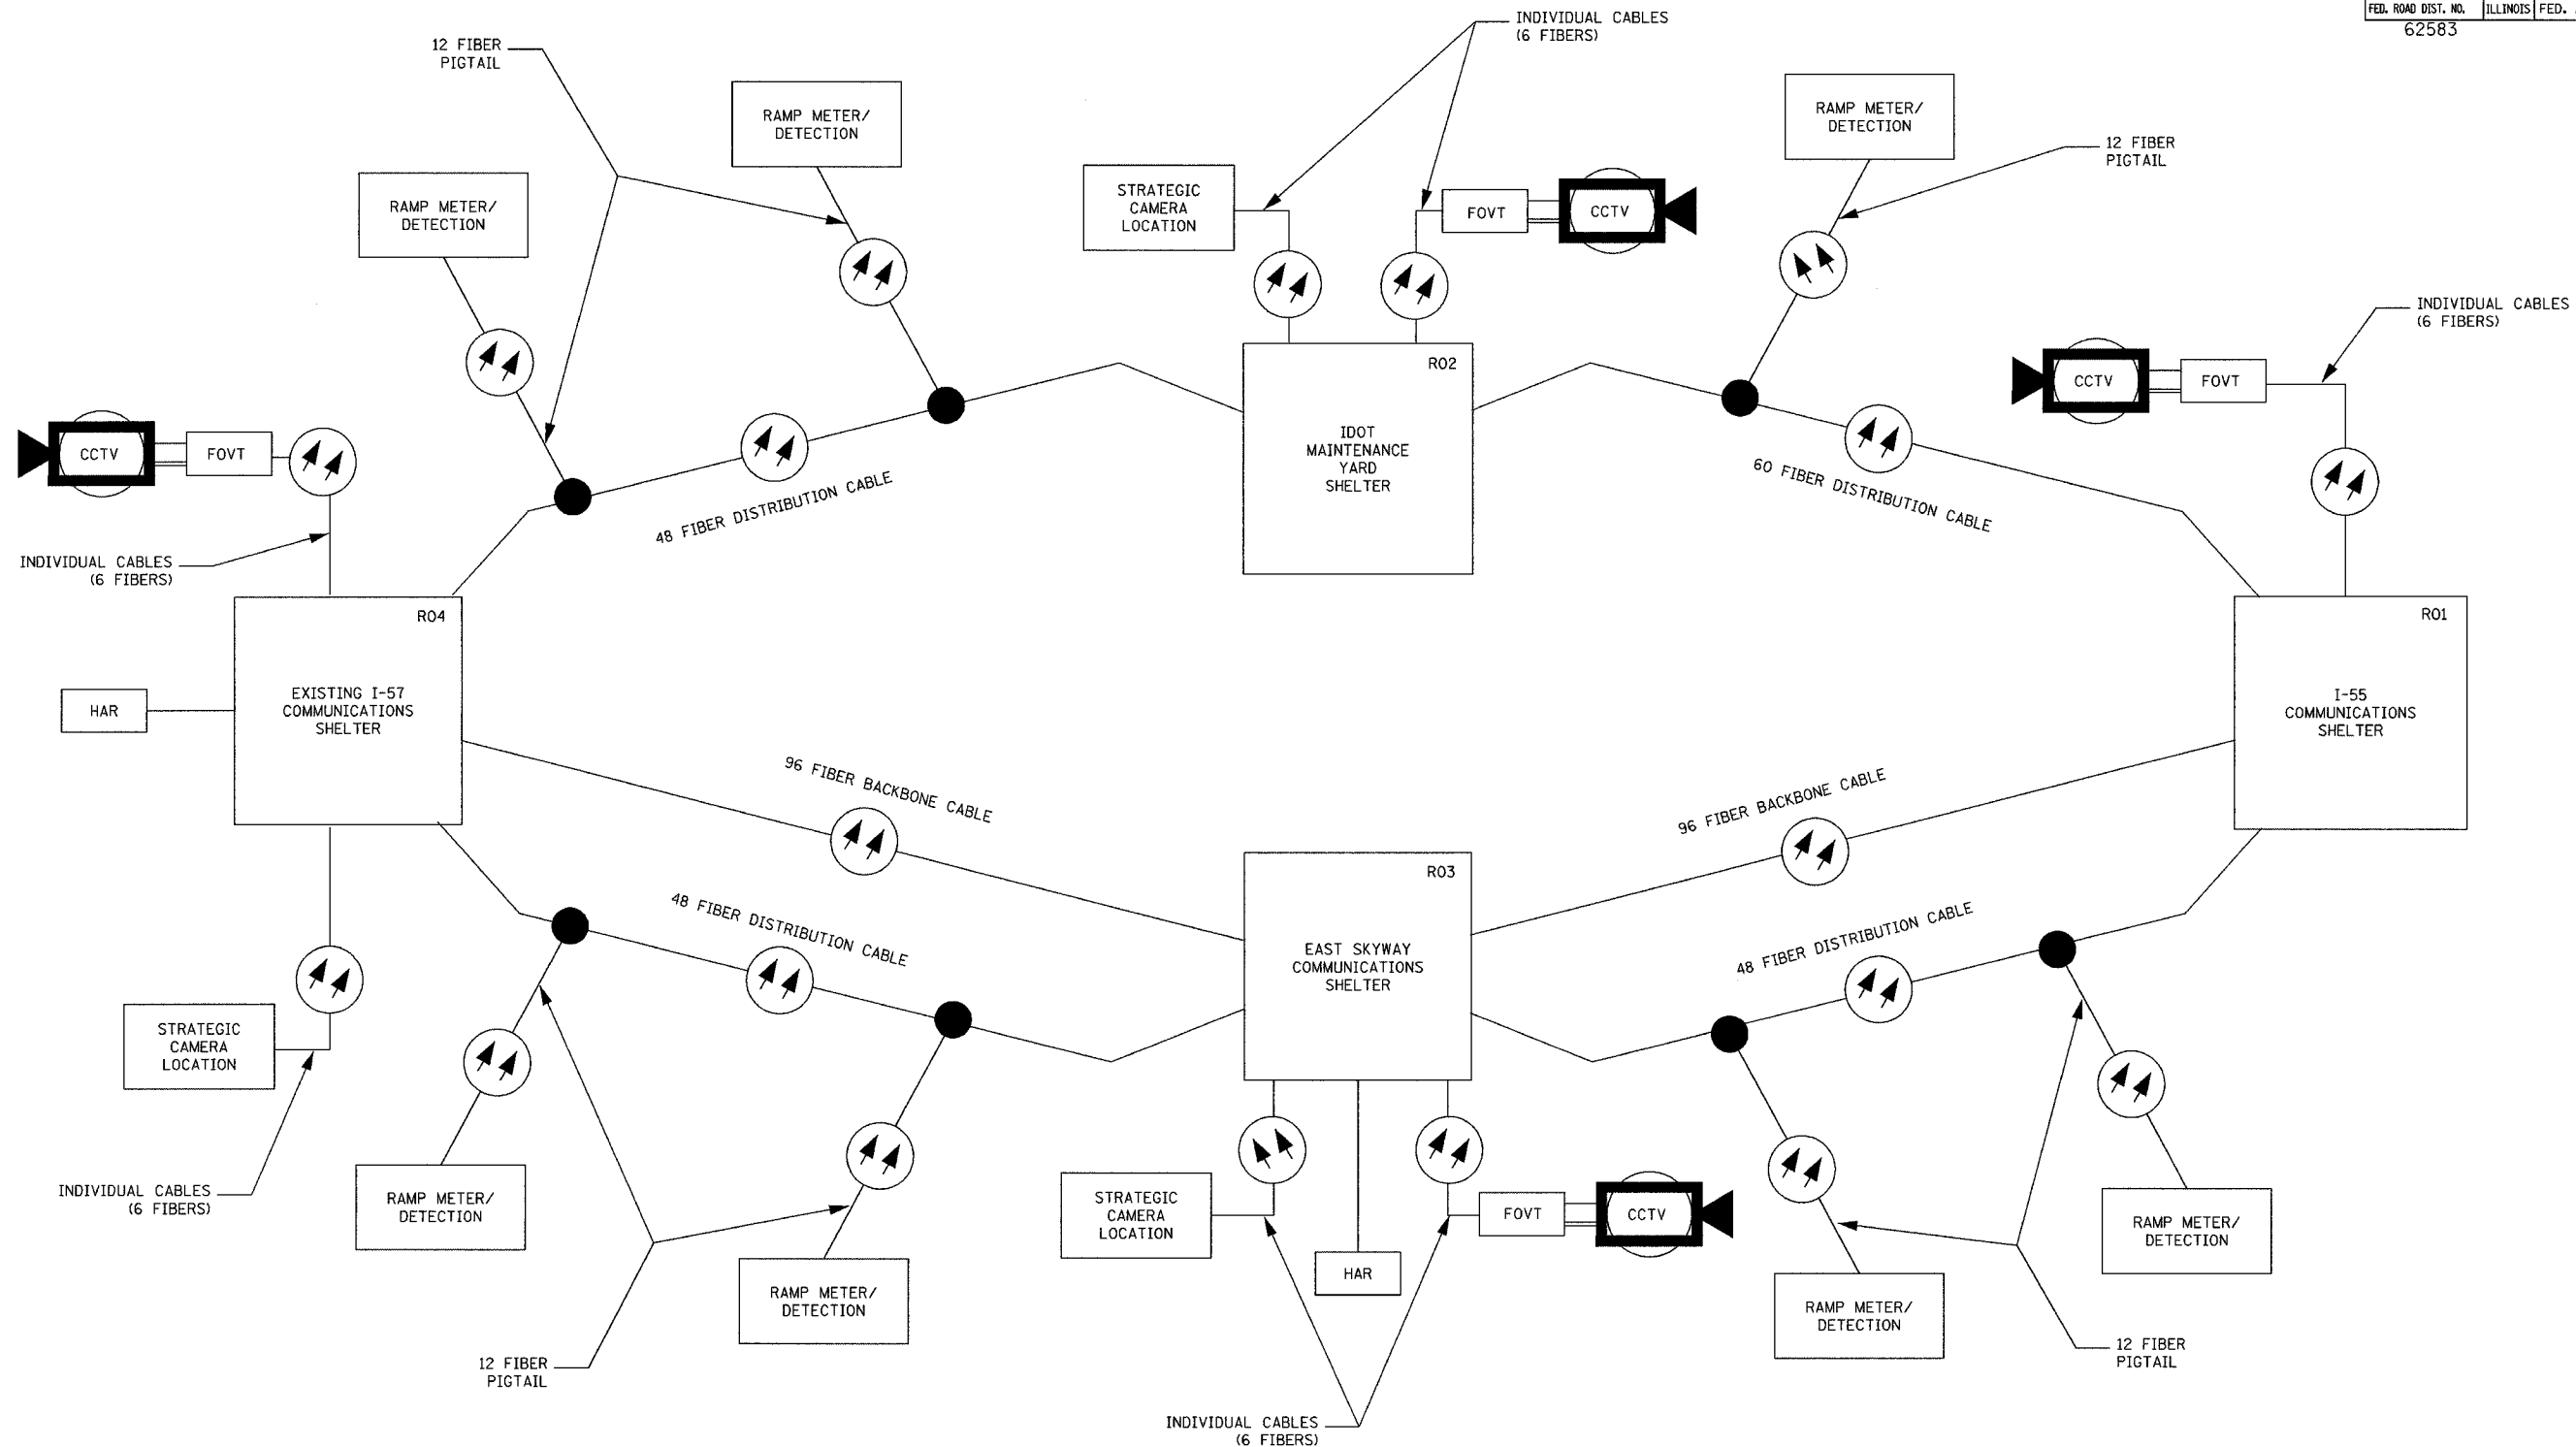 FED. ROAD DIST. NO.
ILLINOIS
FED.
62583
INDIVIDUAL CABLES
(6 FIBERS)
12 FIBER
PIGTAIL
RAMP METER/
DETECTION
RAMP METER/
DETECTION
RAMP METER/
DETECTION
12 FIBER
PIGTAIL
STRATEGIC
CAMERA
LOCATION
FOVT
CCTV
INDIVIDUAL CABLES
(6 FIBERS)
CCTV
FOVT
CCTV
FOVT
R02
IDOT
MAINTENANCE
YARD
SHELTER
48 FIBER DISTRIBUTION CABLE
60 FIBER DISTRIBUTION CABLE
INDIVIDUAL CABLES
(6 FIBERS)
R04
EXISTING I-57
COMMUNICATIONS
SHELTER
HAR
R01
I-55
COMMUNICATIONS
SHELTER
96 FIBER BACKBONE CABLE
96 FIBER BACKBONE CABLE
48 FIBER DISTRIBUTION CABLE
48 FIBER DISTRIBUTION CABLE
R03
EAST SKYWAY
COMMUNICATIONS
SHELTER
STRATEGIC
CAMERA
LOCATION
INDIVIDUAL CABLES
(6 FIBERS)
RAMP METER/
DETECTION
RAMP METER/
DETECTION
12 FIBER
PIGTAIL
STRATEGIC
CAMERA
LOCATION
HAR
FOVT
CCTV
INDIVIDUAL CABLES
(6 FIBERS)
RAMP METER/
DETECTION
RAMP METER/
DETECTION
12 FIBER
PIGTAIL